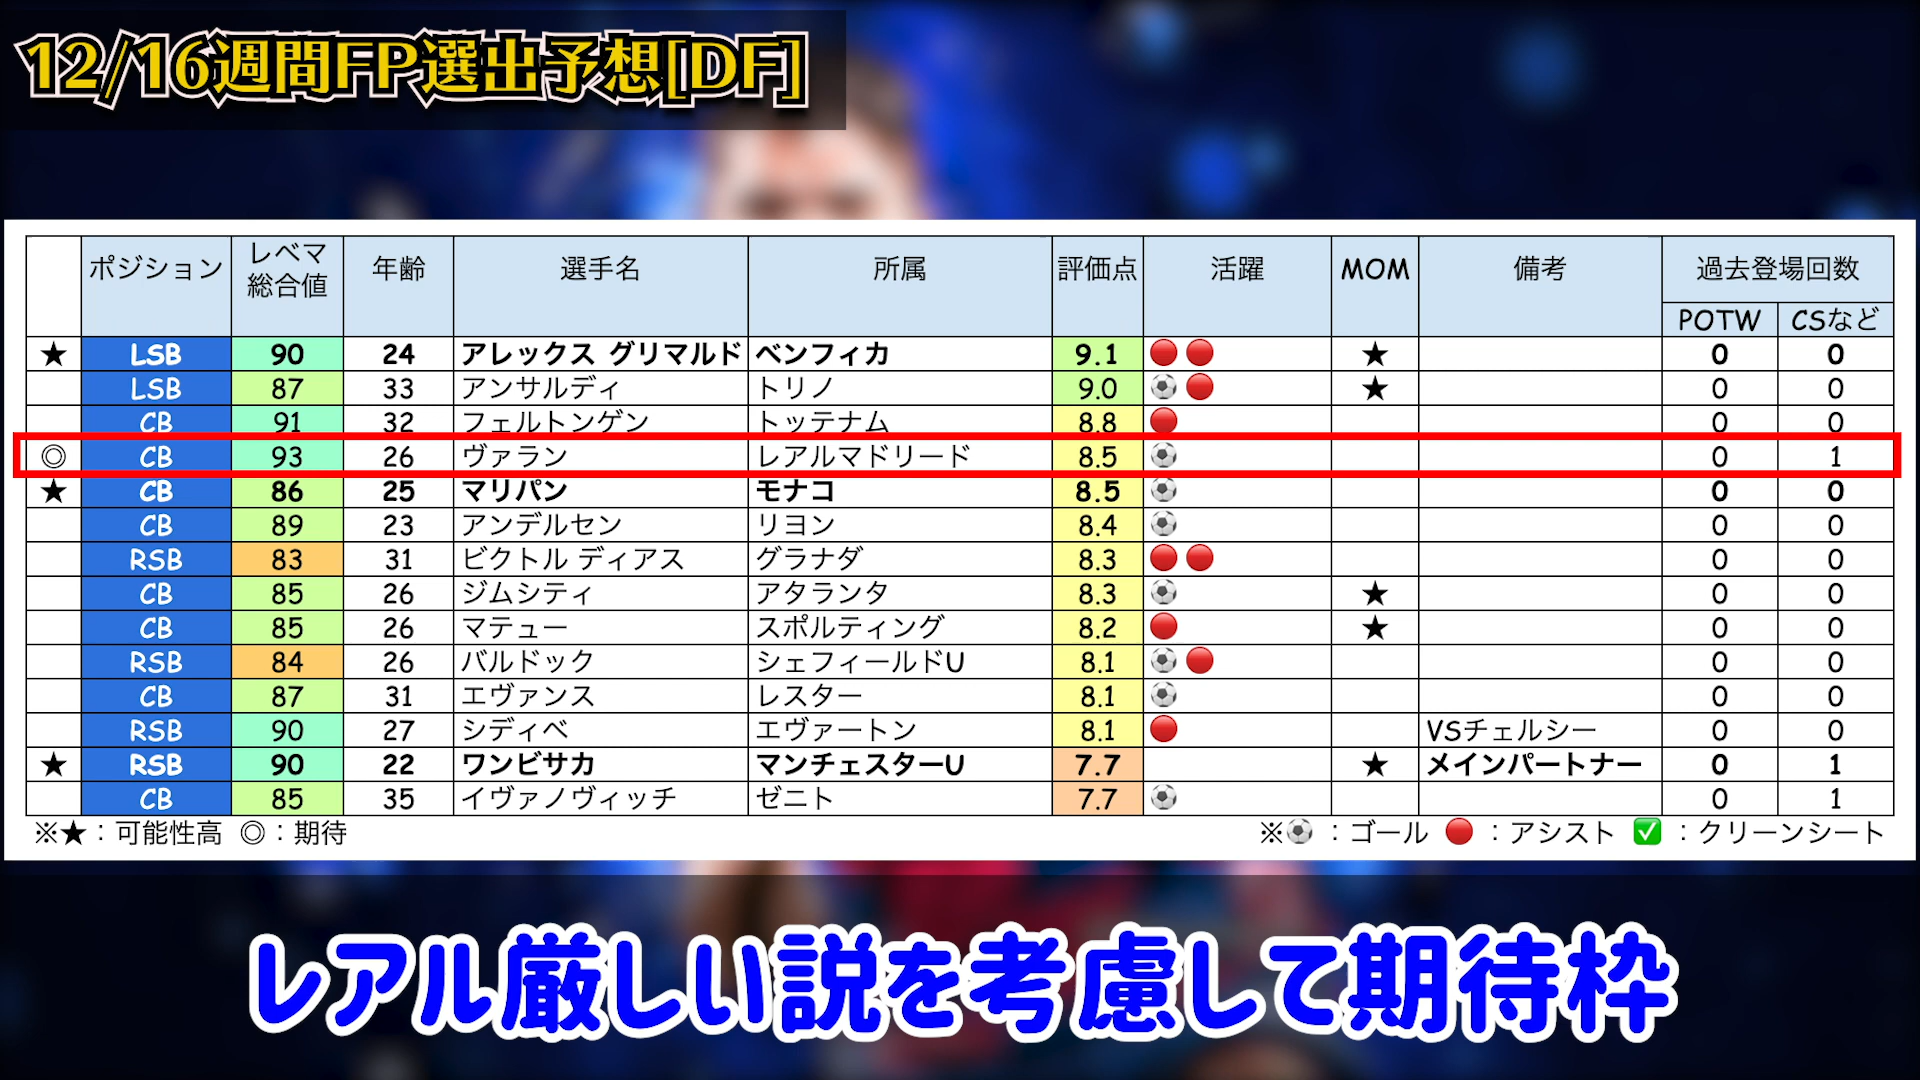 12/16週間FP選出予想[DF]
ポジション レベマ総合値 年齢 選手名 所属 評価点 活躍 MOM 備考 過去登場回数
POTW CSなど
★ LSB 90 24 アレックス グリマルド ベンフィカ 9.1 🔴🔴 ★ 0 0
LSB 87 33 アンサルディ トリノ 9.0 ⚽🔴 ★ 0 0
CB 91 32 フェルトンゲン トッテナム 8.8 🔴 0 0
◎ CB 93 26 ヴァラン レアルマドリード 8.5 ⚽ 0 1
★ CB 86 25 マリパン モナコ 8.5 ⚽ 0 0
CB 89 23 アンデルセン リヨン 8.4 ⚽ 0 0
RSB 83 31 ビクトル ディアス グラナダ 8.3 🔴🔴 0 0
CB 85 26 ジムシティ アタランタ 8.3 ⚽ ★ 0 0
CB 85 26 マテュー スポルティング 8.2 🔴 ★ 0 0
RSB 84 26 バルドック シェフィールドU 8.1 ⚽🔴 0 0
CB 87 31 エヴァンス レスター 8.1 ⚽ 0 0
RSB 90 27 シディベ エヴァートン 8.1 🔴 VSチェルシー 0 0
★ RSB 90 22 ワンビサカ マンチェスターU 7.7 ★ メインパートナー 0 1
CB 85 35 イヴァノヴィッチ ゼニト 7.7 ⚽ 0 1
※★：可能性高 ◎：期待 ※⚽：ゴール 🔴：アシスト ✅：クリーンシート
レアル厳しい説を考慮して期待枠